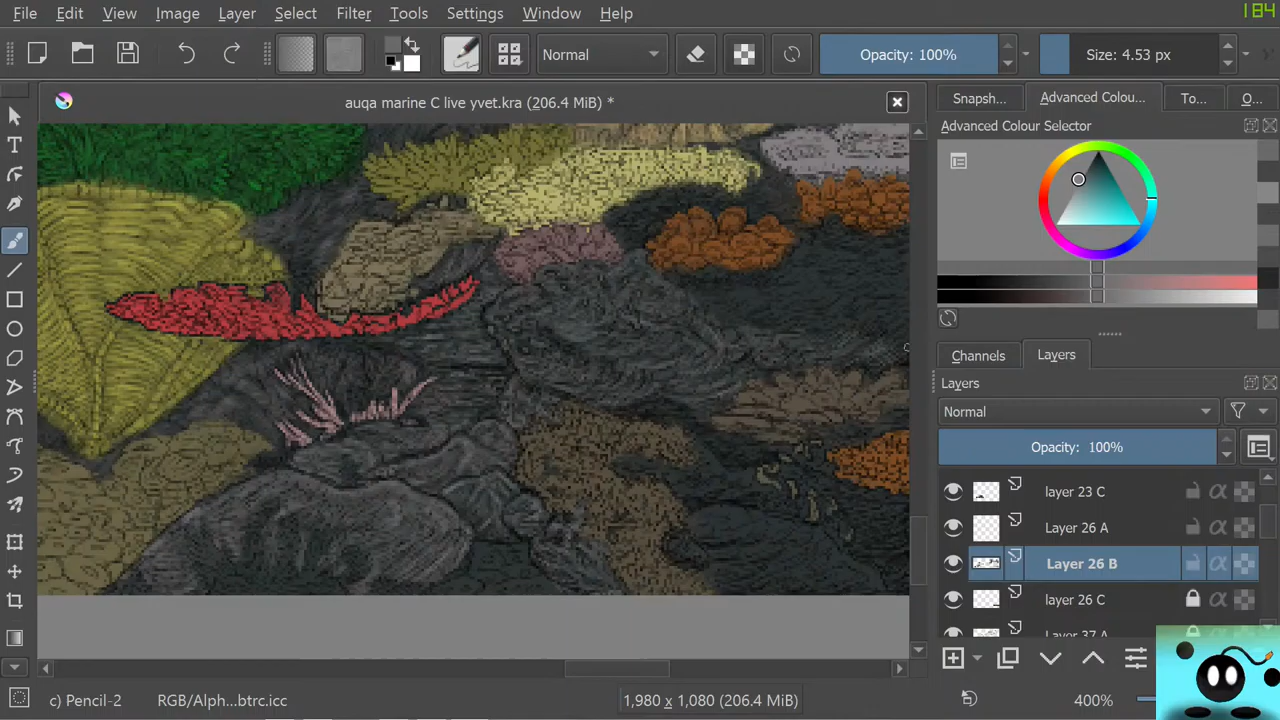 File Edit View Image Layer Select Filter Tools Settings Window Help
184
Normal
Opacity: 100%
Size: 4.53 px
auqa marine C live yvet.kra (206.4 MiB) *
Snapsh...
Advanced Colou...
To...
O...
Advanced Colour Selector
Channels
Layers
Layers
Normal
Opacity: 100%
layer 23 C
Layer 26 A
Layer 26 B
layer 26 C
Layer 37 A
c) Pencil-2
RGB/Alph...btrc.icc
1,980 x 1,080 (206.4 MiB)
400%